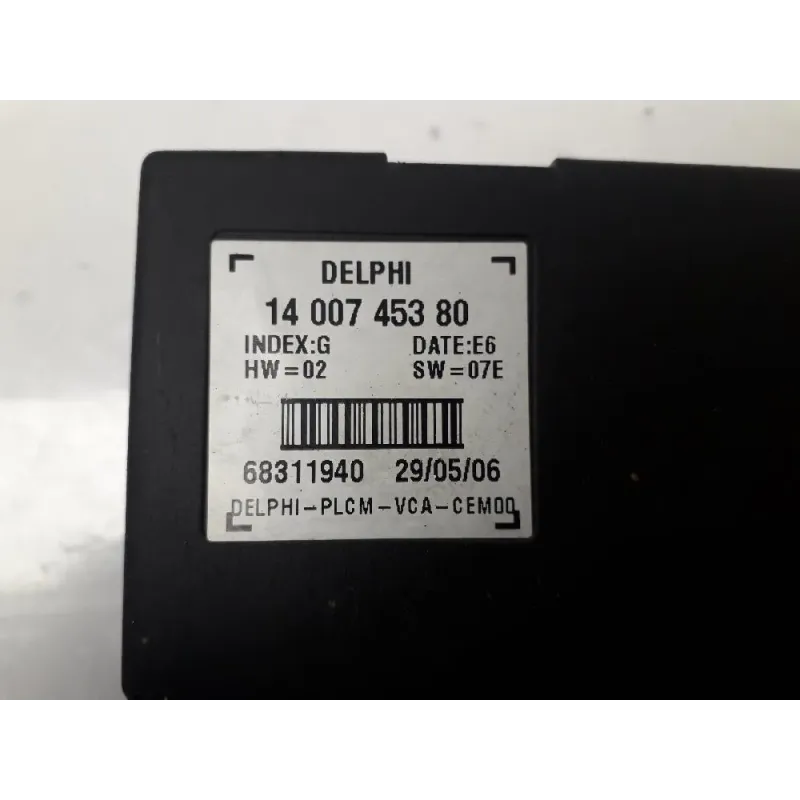 DELPHI
14 007 453 80
INDEX:G DATE:E6
HW=02 SW=07E
68311940 29/05/06
DELPHI-PLCM-VCA-CEM00